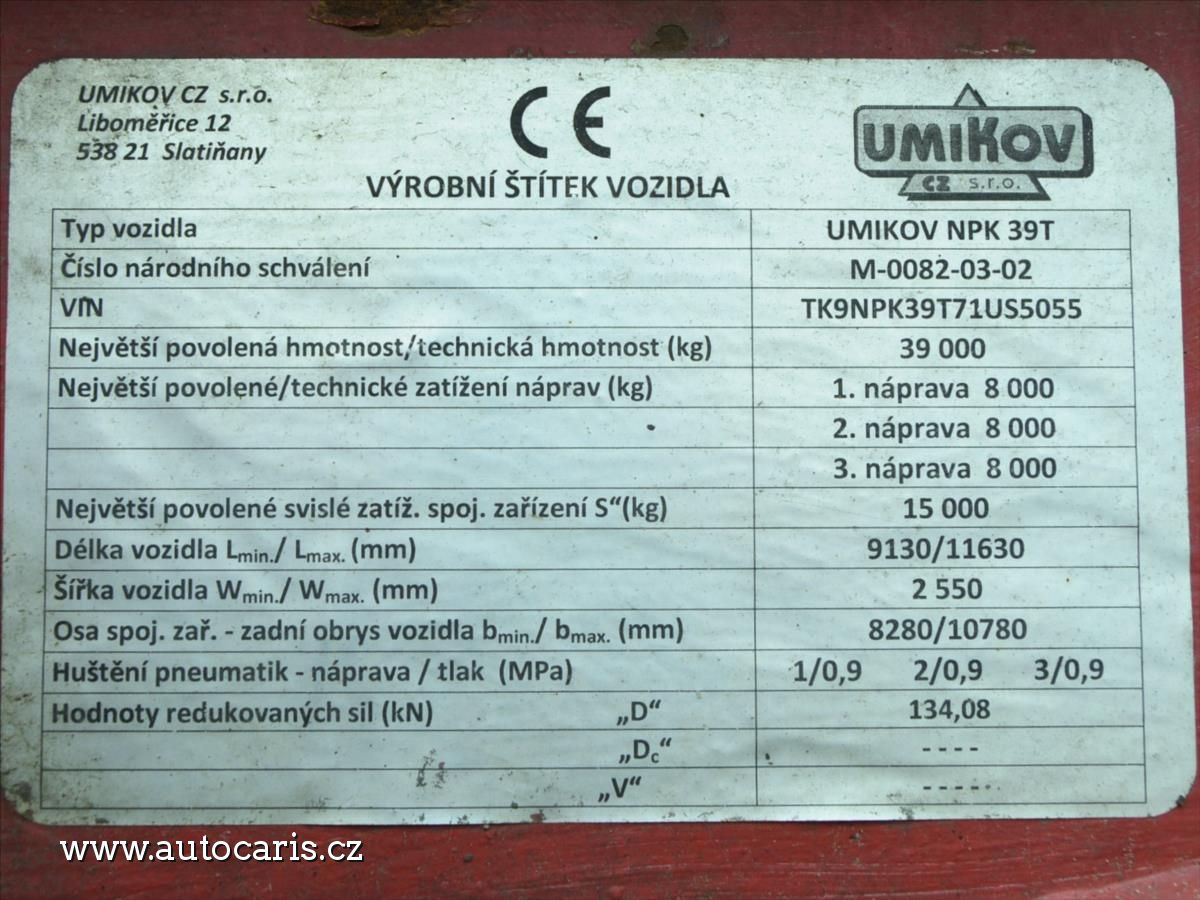 UMIKOV CZ s.r.o.
Liboměřice 12
538 21 Slatiňany
CE
UMIKOV
CZ s.r.o.
VÝROBNÍ ŠTÍTEK VOZIDLA
Typ vozidla UMIKOV NPK 39T
Číslo národního schválení M-0082-03-02
VIN TK9NPK39T71US5055
Největší povolená hmotnost/technická hmotnost (kg) 39 000
Největší povolené/technické zatížení náprav (kg) 1. náprava 8 000
2. náprava 8 000
3. náprava 8 000
Největší povolené svislé zatíž. spoj. zařízení S“(kg) 15 000
Délka vozidla Lmin./ Lmax. (mm) 9130/11630
Šířka vozidla Wmin./ Wmax. (mm) 2 550
Osa spoj. zař. - zadní obrys vozidla bmin./ bmax. (mm) 8280/10780
Huštění pneumatik - náprava / tlak (MPa) 1/0,9 2/0,9 3/0,9
Hodnoty redukovaných sil (kN) „D“ 134,08
„Dc“ ----
„V“ ----
www.autocaris.cz